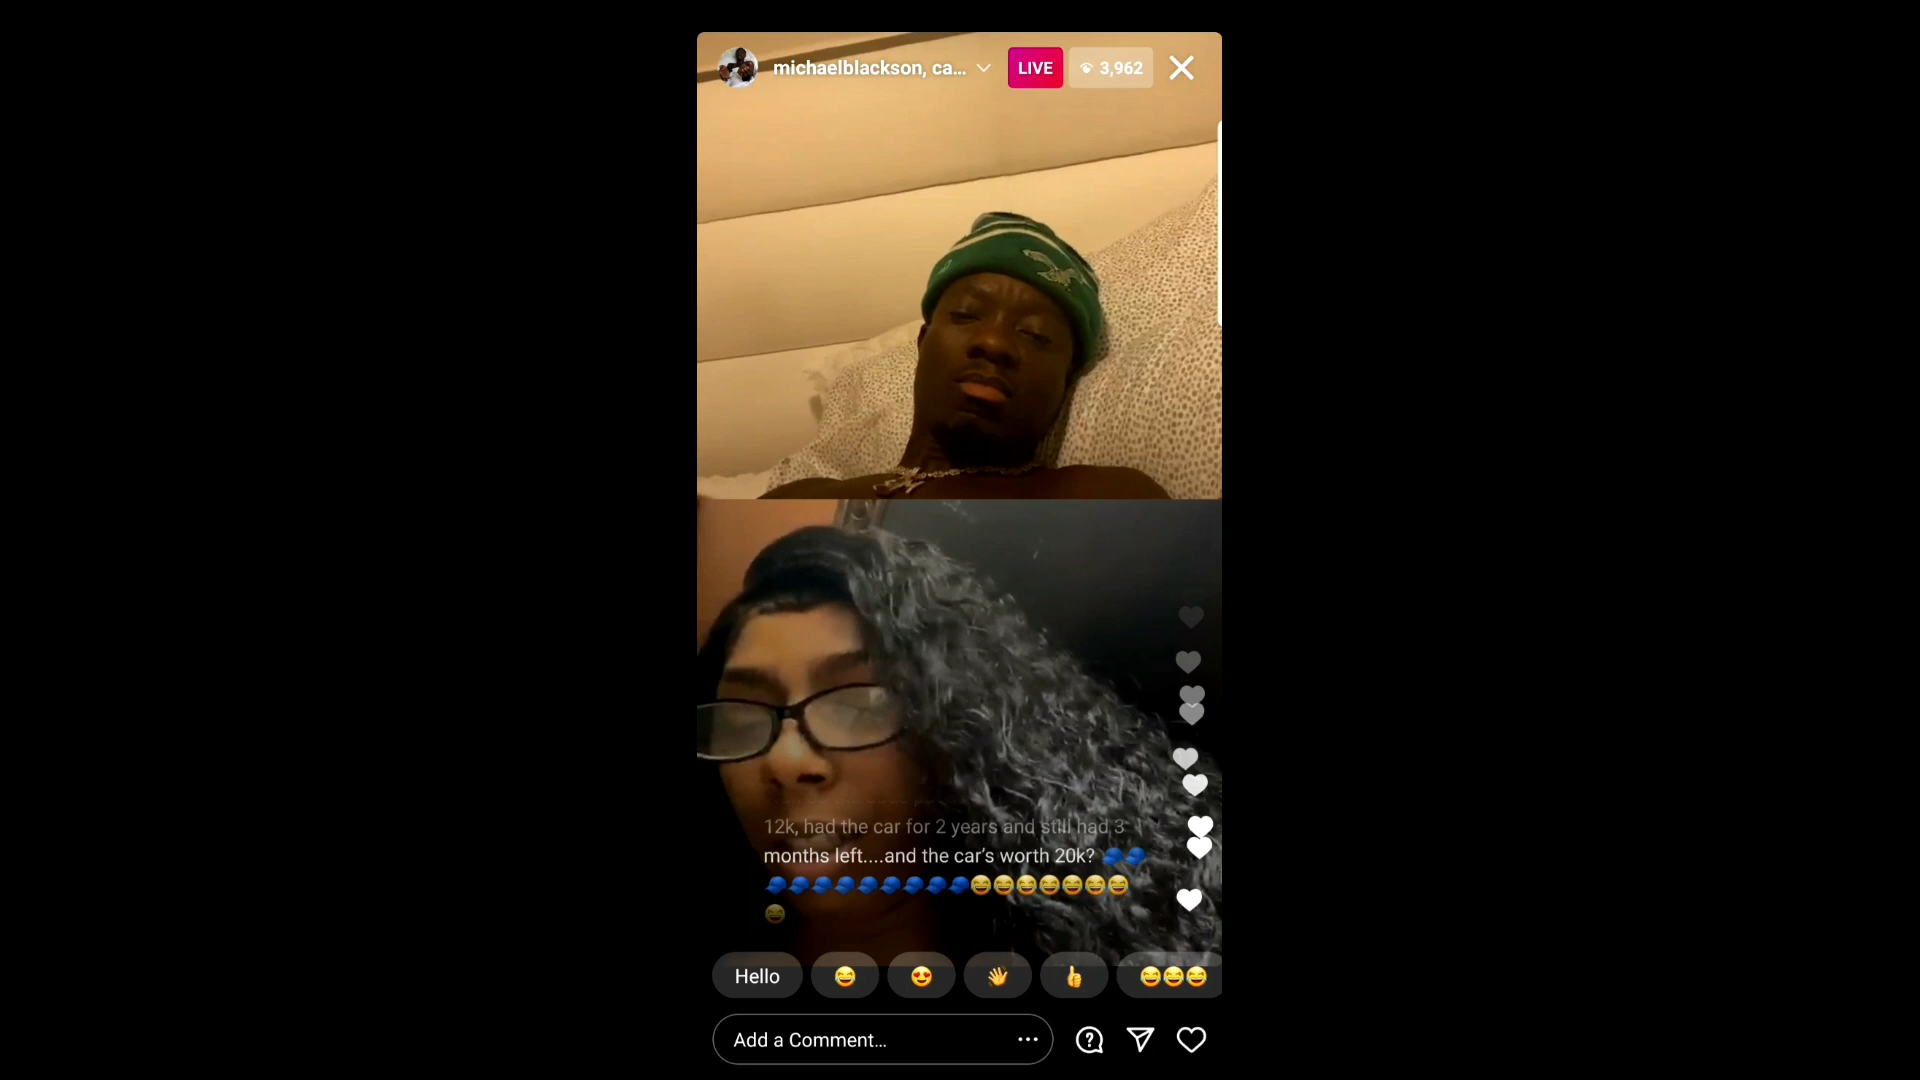 michaelblackson, ca...
LIVE
3,962
12k, had the car for 2 years and still had 3
months left....and the car's worth 20k? 🧢🧢
🧢🧢🧢🧢🧢🧢🧢🧢🧢😂😂😂😂😂😂😂
😂
Hello 😂 😍 👋 👍 😂😂😂
Add a Comment...